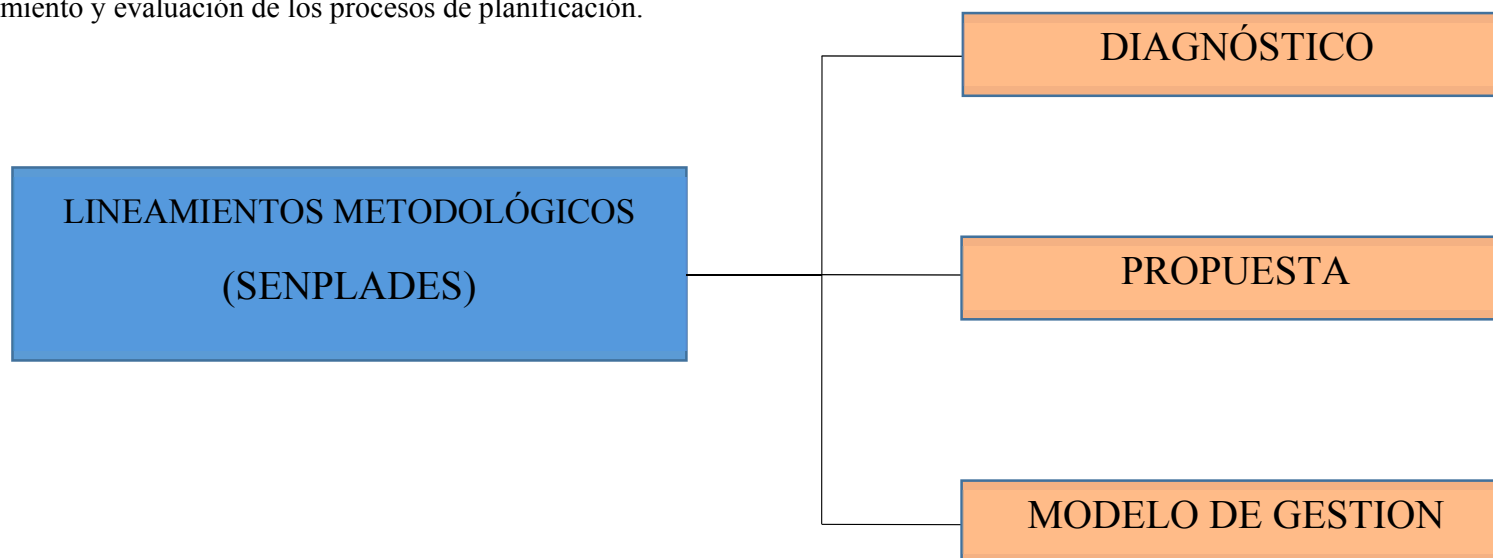 miento y evaluación de los procesos de planificación.
DIAGNÓSTICO
LINEAMIENTOS METODOLÓGICOS
(SENPLADES)
PROPUESTA
MODELO DE GESTION